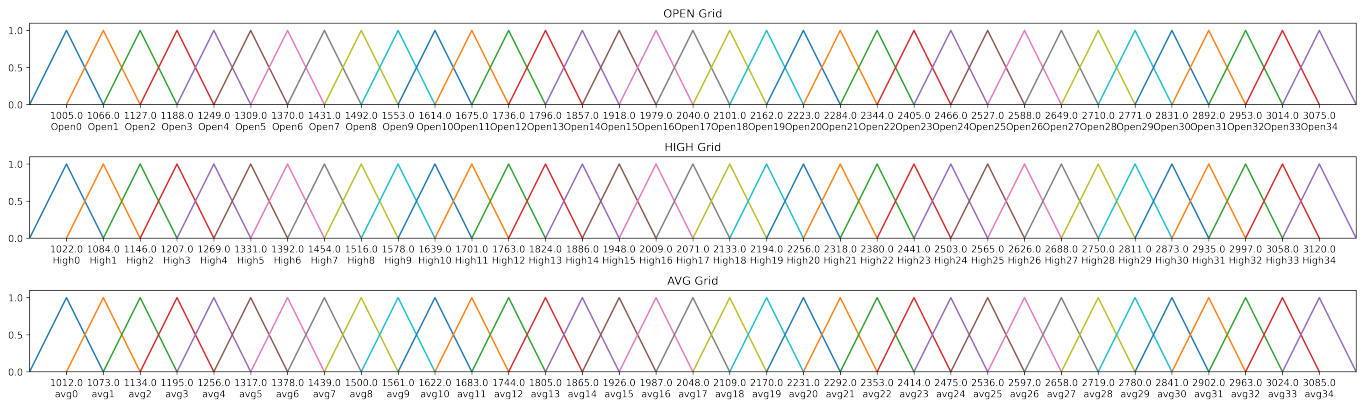 OPEN Grid
1.0
0.5
0.0
1005.0 1066.0 1127.0 1188.0 1249.0 1309.0 1370.0 1431.0 1492.0 1553.0 1614.0 1675.0 1736.0 1796.0 1857.0 1918.0 1979.0 2040.0 2101.0 2162.0 2223.0 2284.0 2344.0 2405.0 2466.0 2527.0 2588.0 2649.0 2710.0 2771.0 2831.0 2892.0 2953.0 3014.0 3075.0
Open0 Open1 Open2 Open3 Open4 Open5 Open6 Open7 Open8 Open9 Open10 Open11 Open12 Open13 Open14 Open15 Open16 Open17 Open18 Open19 Open20 Open21 Open22 Open23 Open24 Open25 Open26 Open27 Open28 Open29 Open30 Open31 Open32 Open33 Open34
HIGH Grid
1.0
0.5
0.0
1022.0 1084.0 1146.0 1207.0 1269.0 1331.0 1392.0 1454.0 1516.0 1578.0 1639.0 1701.0 1763.0 1824.0 1886.0 1948.0 2009.0 2071.0 2133.0 2194.0 2256.0 2318.0 2380.0 2441.0 2503.0 2565.0 2626.0 2688.0 2750.0 2811.0 2873.0 2935.0 2997.0 3058.0 3120.0
High0 High1 High2 High3 High4 High5 High6 High7 High8 High9 High10 High11 High12 High13 High14 High15 High16 High17 High18 High19 High20 High21 High22 High23 High24 High25 High26 High27 High28 High29 High30 High31 High32 High33 High34
AVG Grid
1.0
0.5
0.0
1012.0 1073.0 1134.0 1195.0 1256.0 1317.0 1378.0 1439.0 1500.0 1561.0 1622.0 1683.0 1744.0 1805.0 1865.0 1926.0 1987.0 2048.0 2109.0 2170.0 2231.0 2292.0 2353.0 2414.0 2475.0 2536.0 2597.0 2658.0 2719.0 2780.0 2841.0 2902.0 2963.0 3024.0 3085.0
avg0 avg1 avg2 avg3 avg4 avg5 avg6 avg7 avg8 avg9 avg10 avg11 avg12 avg13 avg14 avg15 avg16 avg17 avg18 avg19 avg20 avg21 avg22 avg23 avg24 avg25 avg26 avg27 avg28 avg29 avg30 avg31 avg32 avg33 avg34